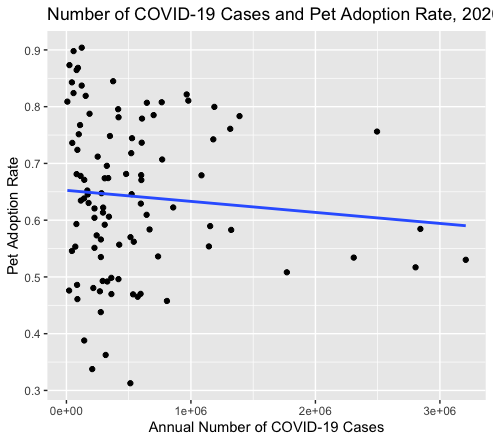 Number of COVID-19 Cases and Pet Adoption Rate, 202
Pet Adoption Rate
0.9
0.8
0.7
0.6
0.5
0.4
0.3
0e+00 1e+06 2e+06 3e+06
Annual Number of COVID-19 Cases